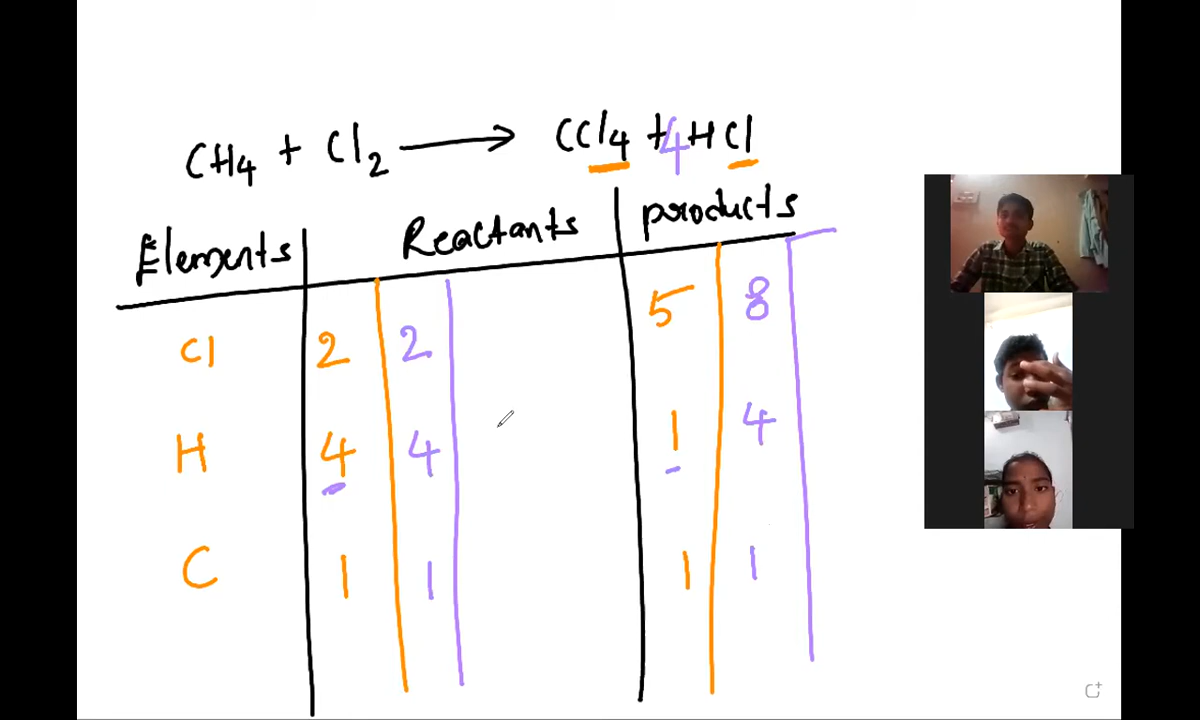 CH4 + Cl2 → CCl4 + 4HCl
Elements Reactants products
Cl 2 2 5 8
H 4 4 1 4
C 1 1 1 1